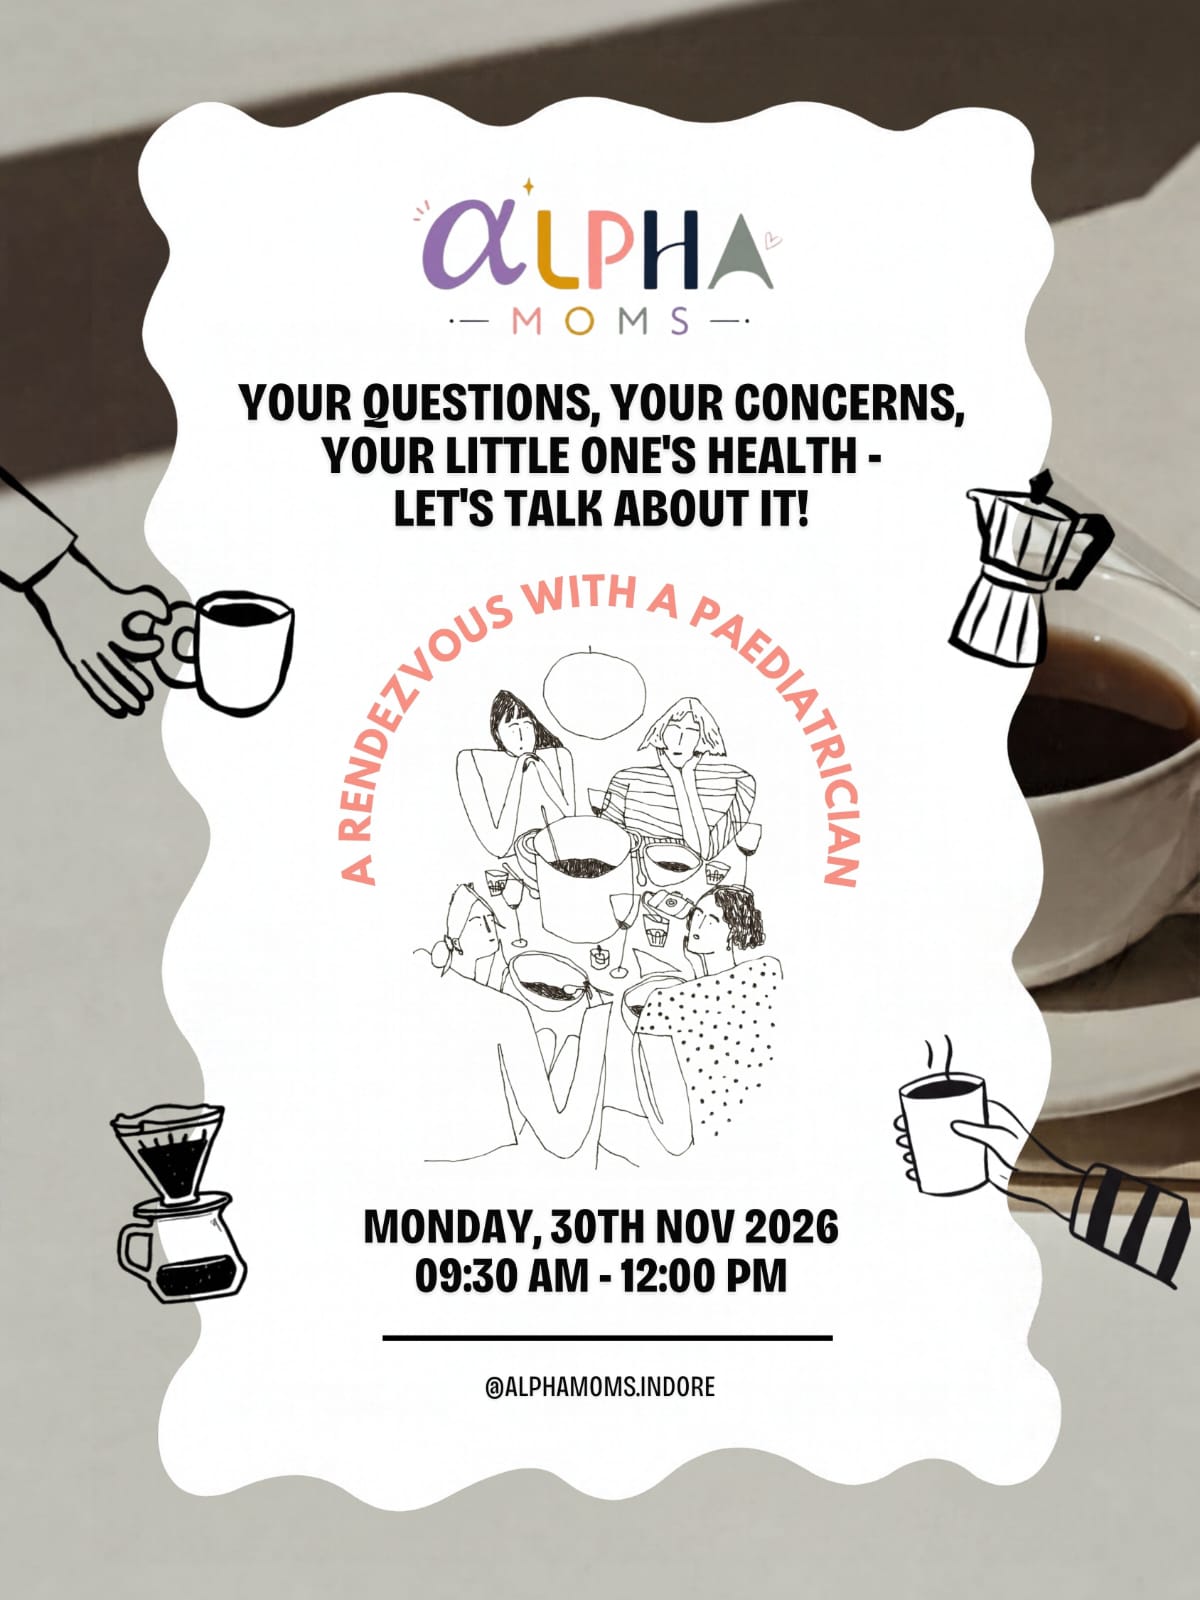 αLPHA
MOMS
YOUR QUESTIONS, YOUR CONCERNS,
YOUR LITTLE ONE'S HEALTH -
LET'S TALK ABOUT IT!
A RENDEZVOUS WITH A PAEDIATRICIAN
MONDAY, 30TH NOV 2026
09:30 AM - 12:00 PM
@ALPHAMOMS.INDORE